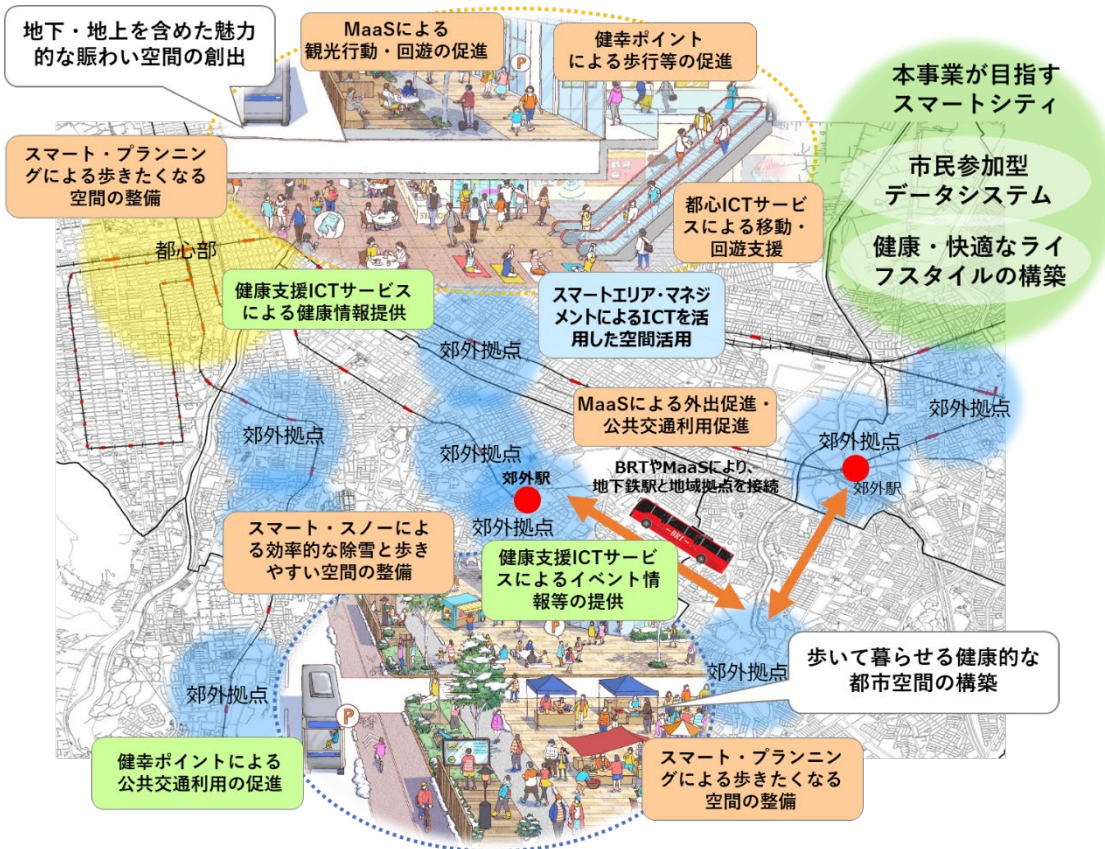 地下・地上を含めた魅力
的な賑わい空間の創出
MaaSによる
観光行動・回遊の促進
健幸ポイント
による歩行等の促進
本事業が目指す
スマートシティ
市民参加型
データシステム
健康・快適なライ
フスタイルの構築
スマート・プランニン
グによる歩きたくなる
空間の整備
都心ICTサービ
スによる移動・
回遊支援
都心部
健康支援ICTサービス
による健康情報提供
スマートエリア・マネジ
メントによるICTを活
用した空間活用
郊外拠点
MaaSによる外出促進・
公共交通利用促進
郊外拠点
郊外拠点
郊外拠点
郊外拠点
郊外駅
郊外駅
BRTやMaaSにより、
地下鉄駅と地域拠点を接続
郊外拠点
BRT
スマート・スノーによ
る効率的な除雪と歩き
やすい空間の整備
健康支援ICTサービ
スによるイベント情
報等の提供
P
P
P
郊外拠点
郊外拠点
歩いて暮らせる健康的な
都市空間の構築
健幸ポイントによる
公共交通利用の促進
スマート・プランニン
グによる歩きたくなる
空間の整備